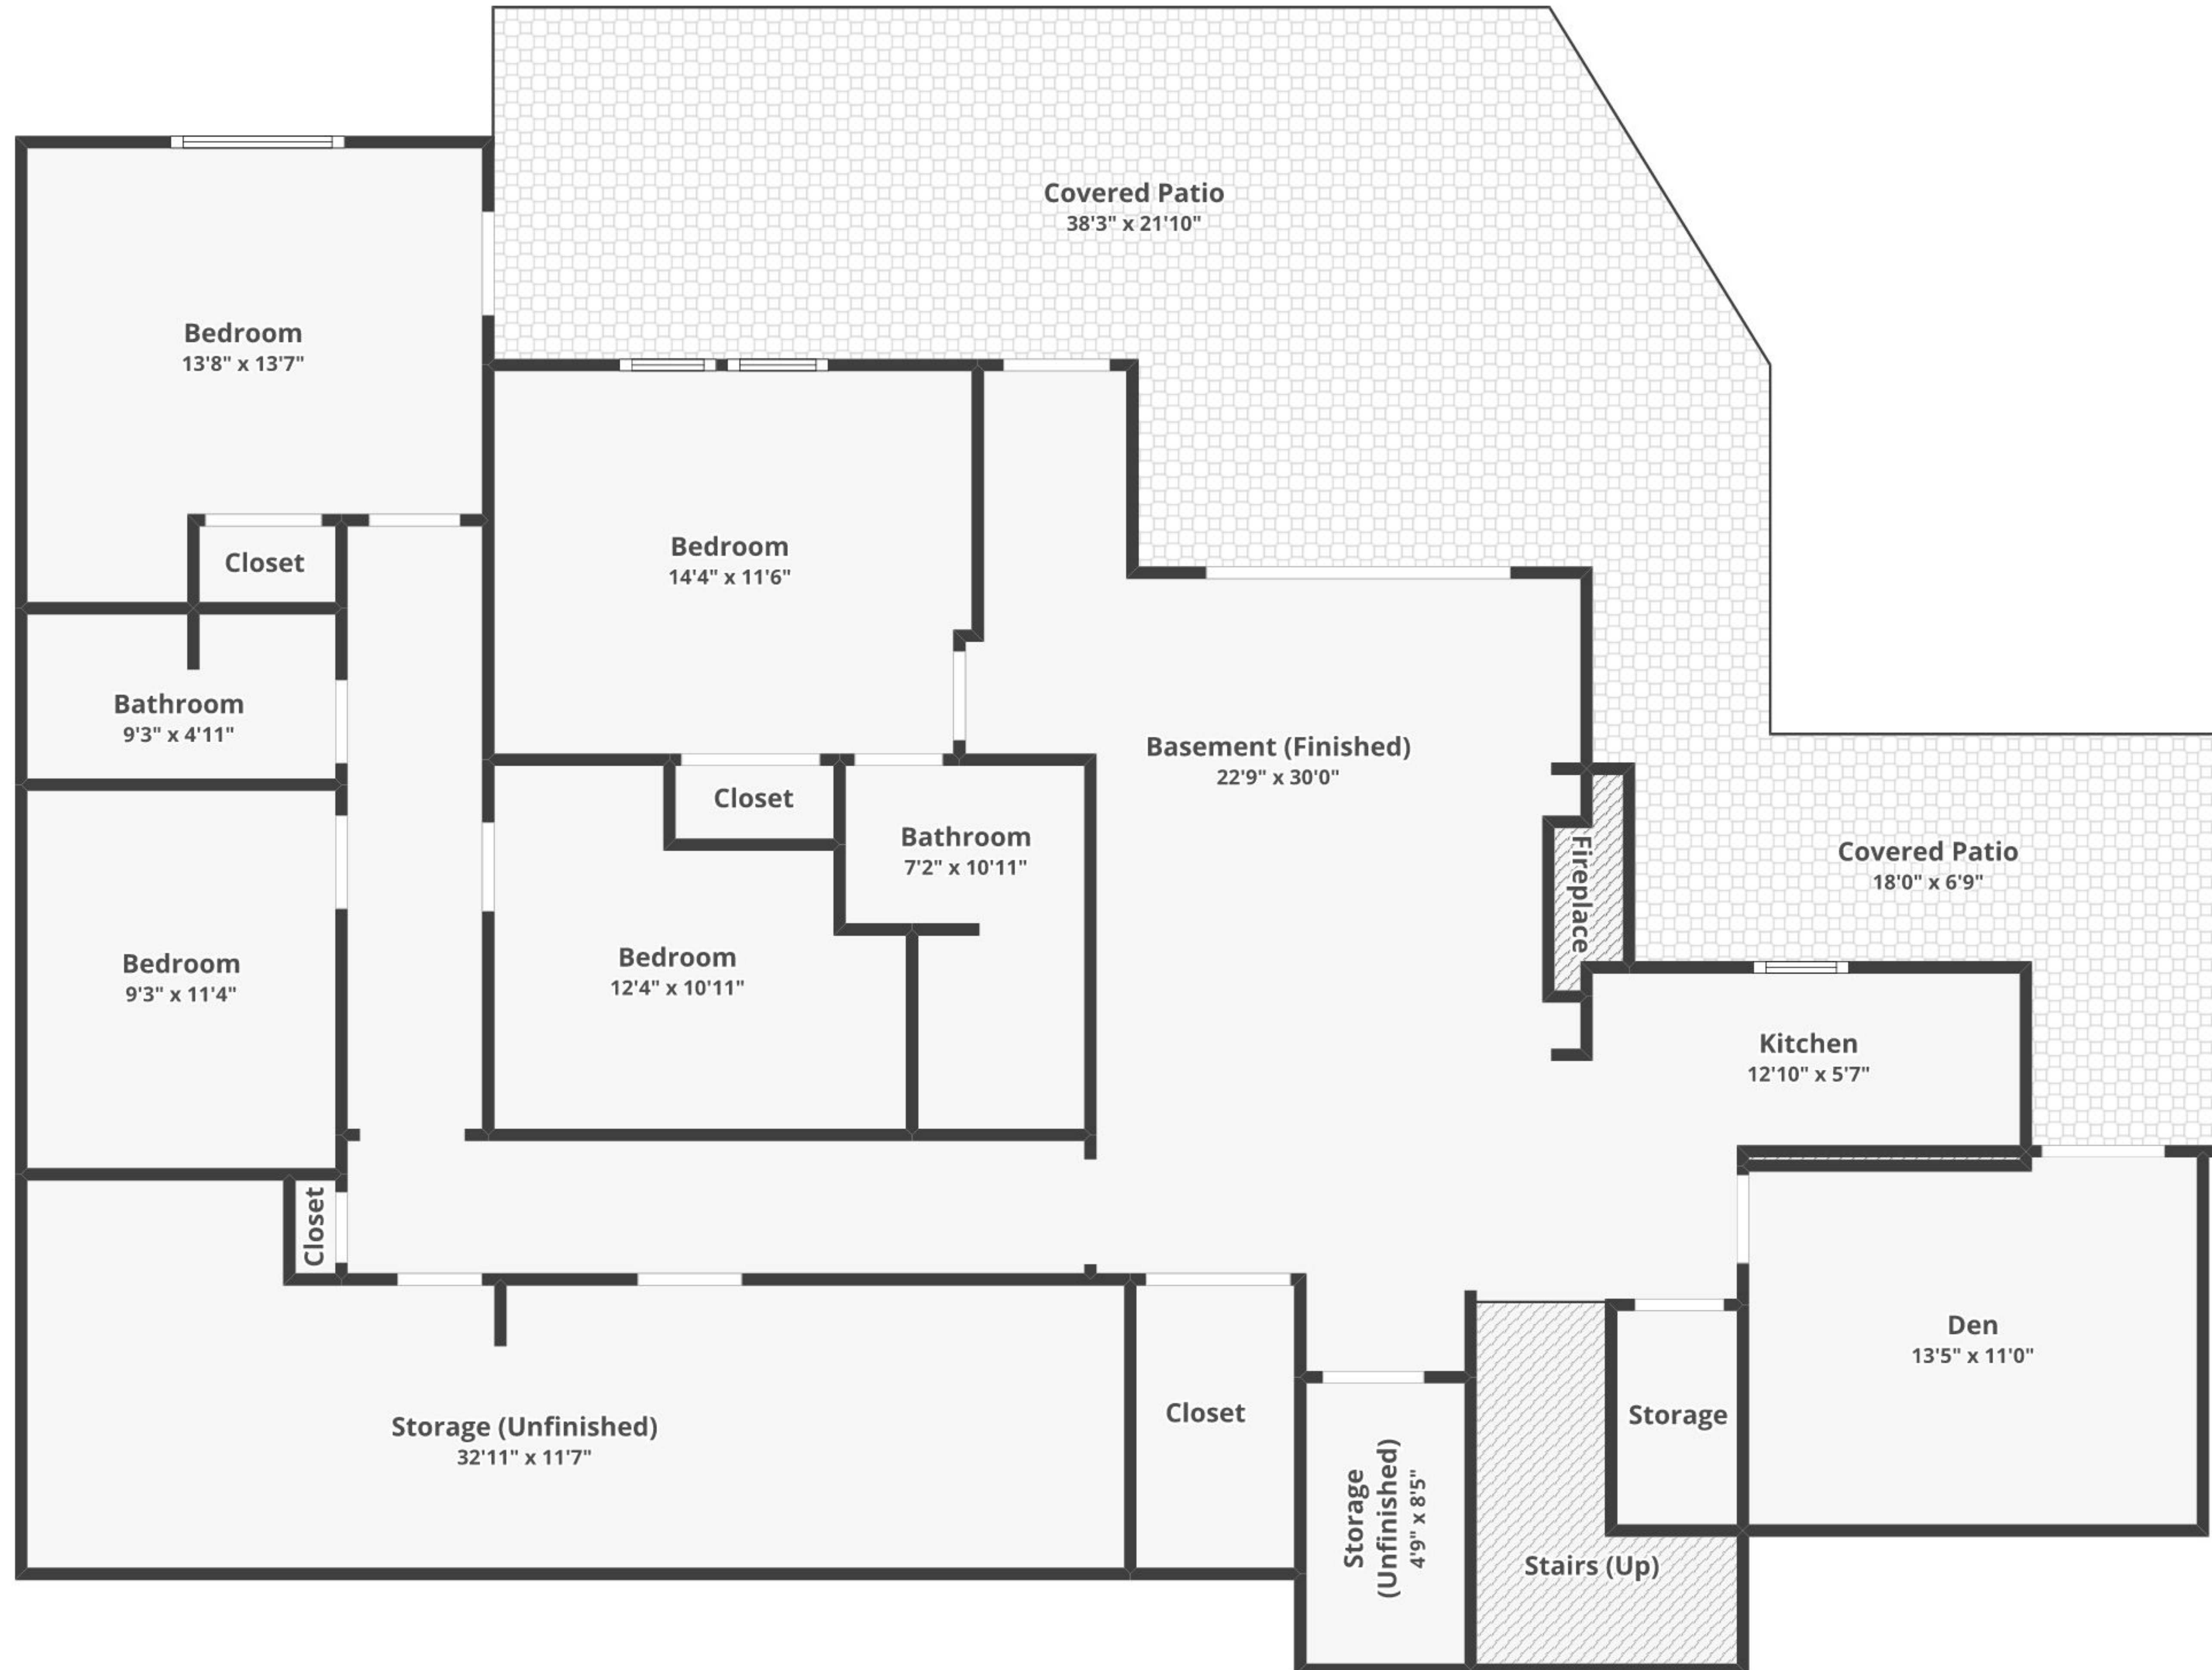 Covered Patio
38'3" x 21'10"
Bedroom
13'8" x 13'7"
Closet
Bedroom
14'4" x 11'6"
Bathroom
9'3" x 4'11"
Basement (Finished)
22'9" x 30'0"
Closet
Bathroom
7'2" x 10'11"
Fireplace
Covered Patio
18'0" x 6'9"
Bedroom
9'3" x 11'4"
Bedroom
12'4" x 10'11"
Kitchen
12'10" x 5'7"
Closet
Den
13'5" x 11'0"
Storage (Unfinished)
32'11" x 11'7"
Closet
Storage
(Unfinished)
4'9" x 8'5"
Storage
Stairs (Up)